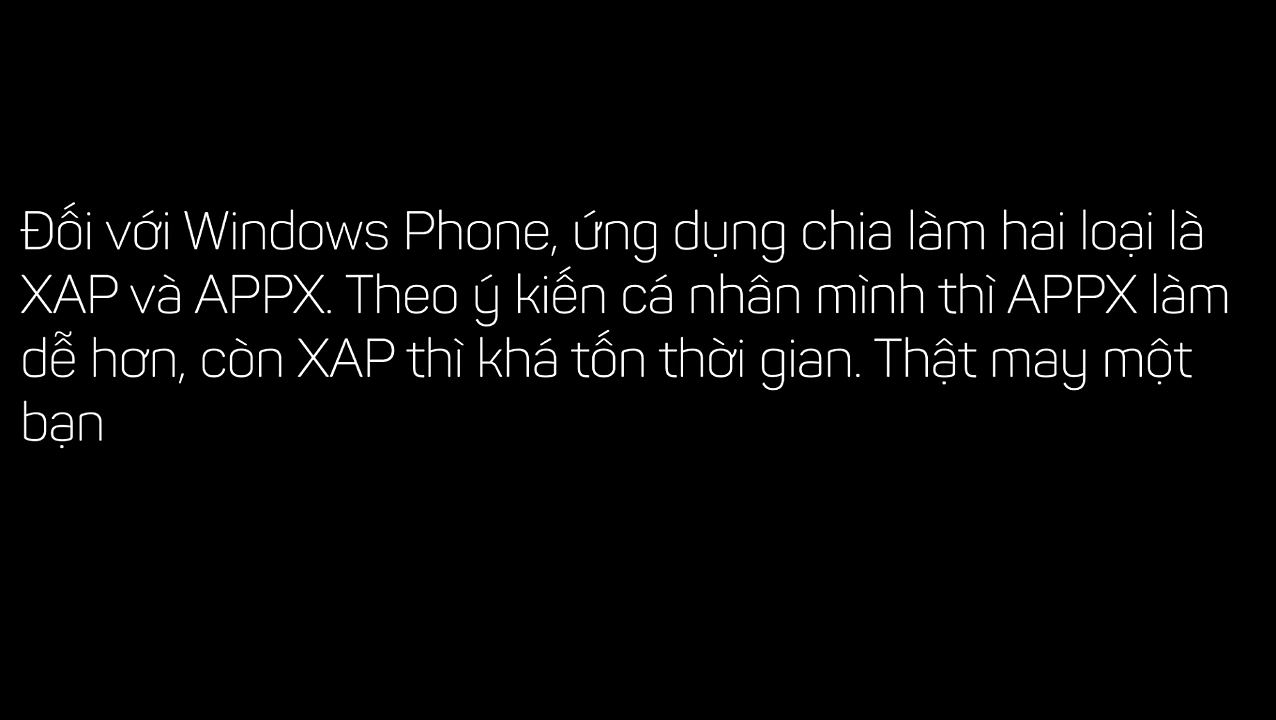 Đối với Windows Phone, ứng dụng chia làm hai loại là
XAP và APPX. Theo ý kiến cá nhân mình thì APPX làm
dễ hơn, còn XAP thì khá tốn thời gian. Thật may một
bạn